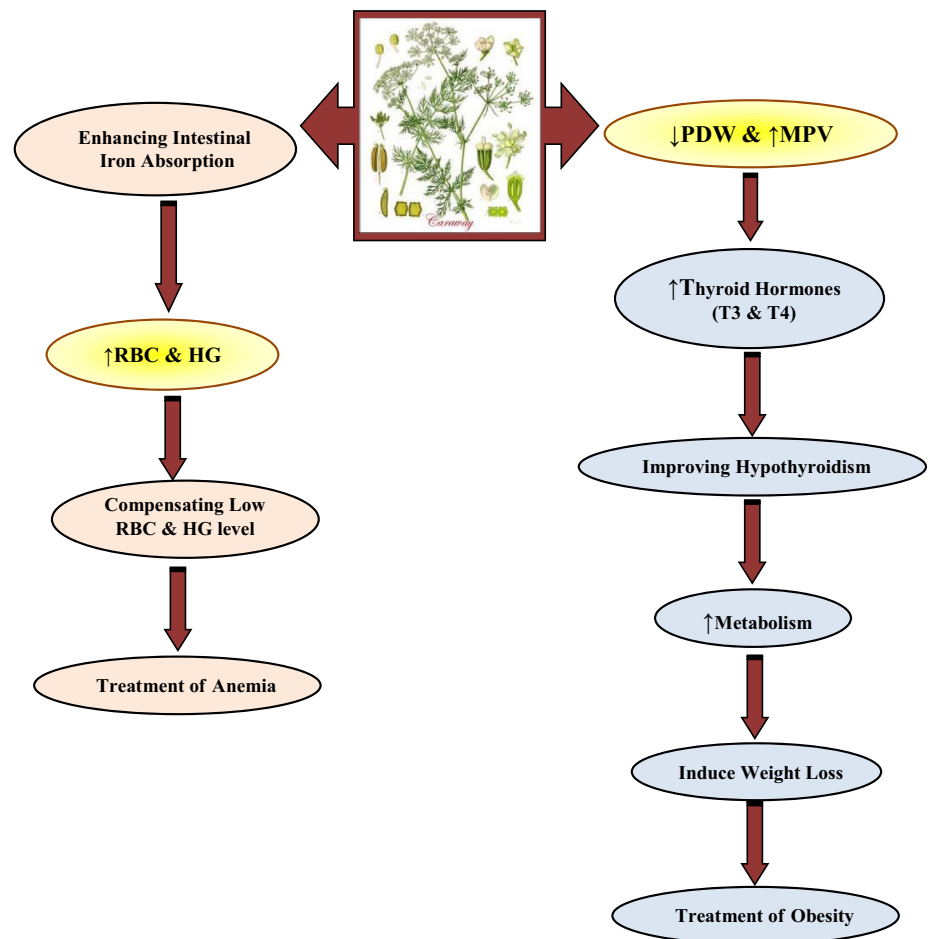 Caraway
Enhancing Intestinal
Iron Absorption
↑RBC & HG
Compensating Low
RBC & HG level
Treatment of Anemia
↓PDW & ↑MPV
↑Thyroid Hormones
(T3 & T4)
Improving Hypothyroidism
↑Metabolism
Induce Weight Loss
Treatment of Obesity